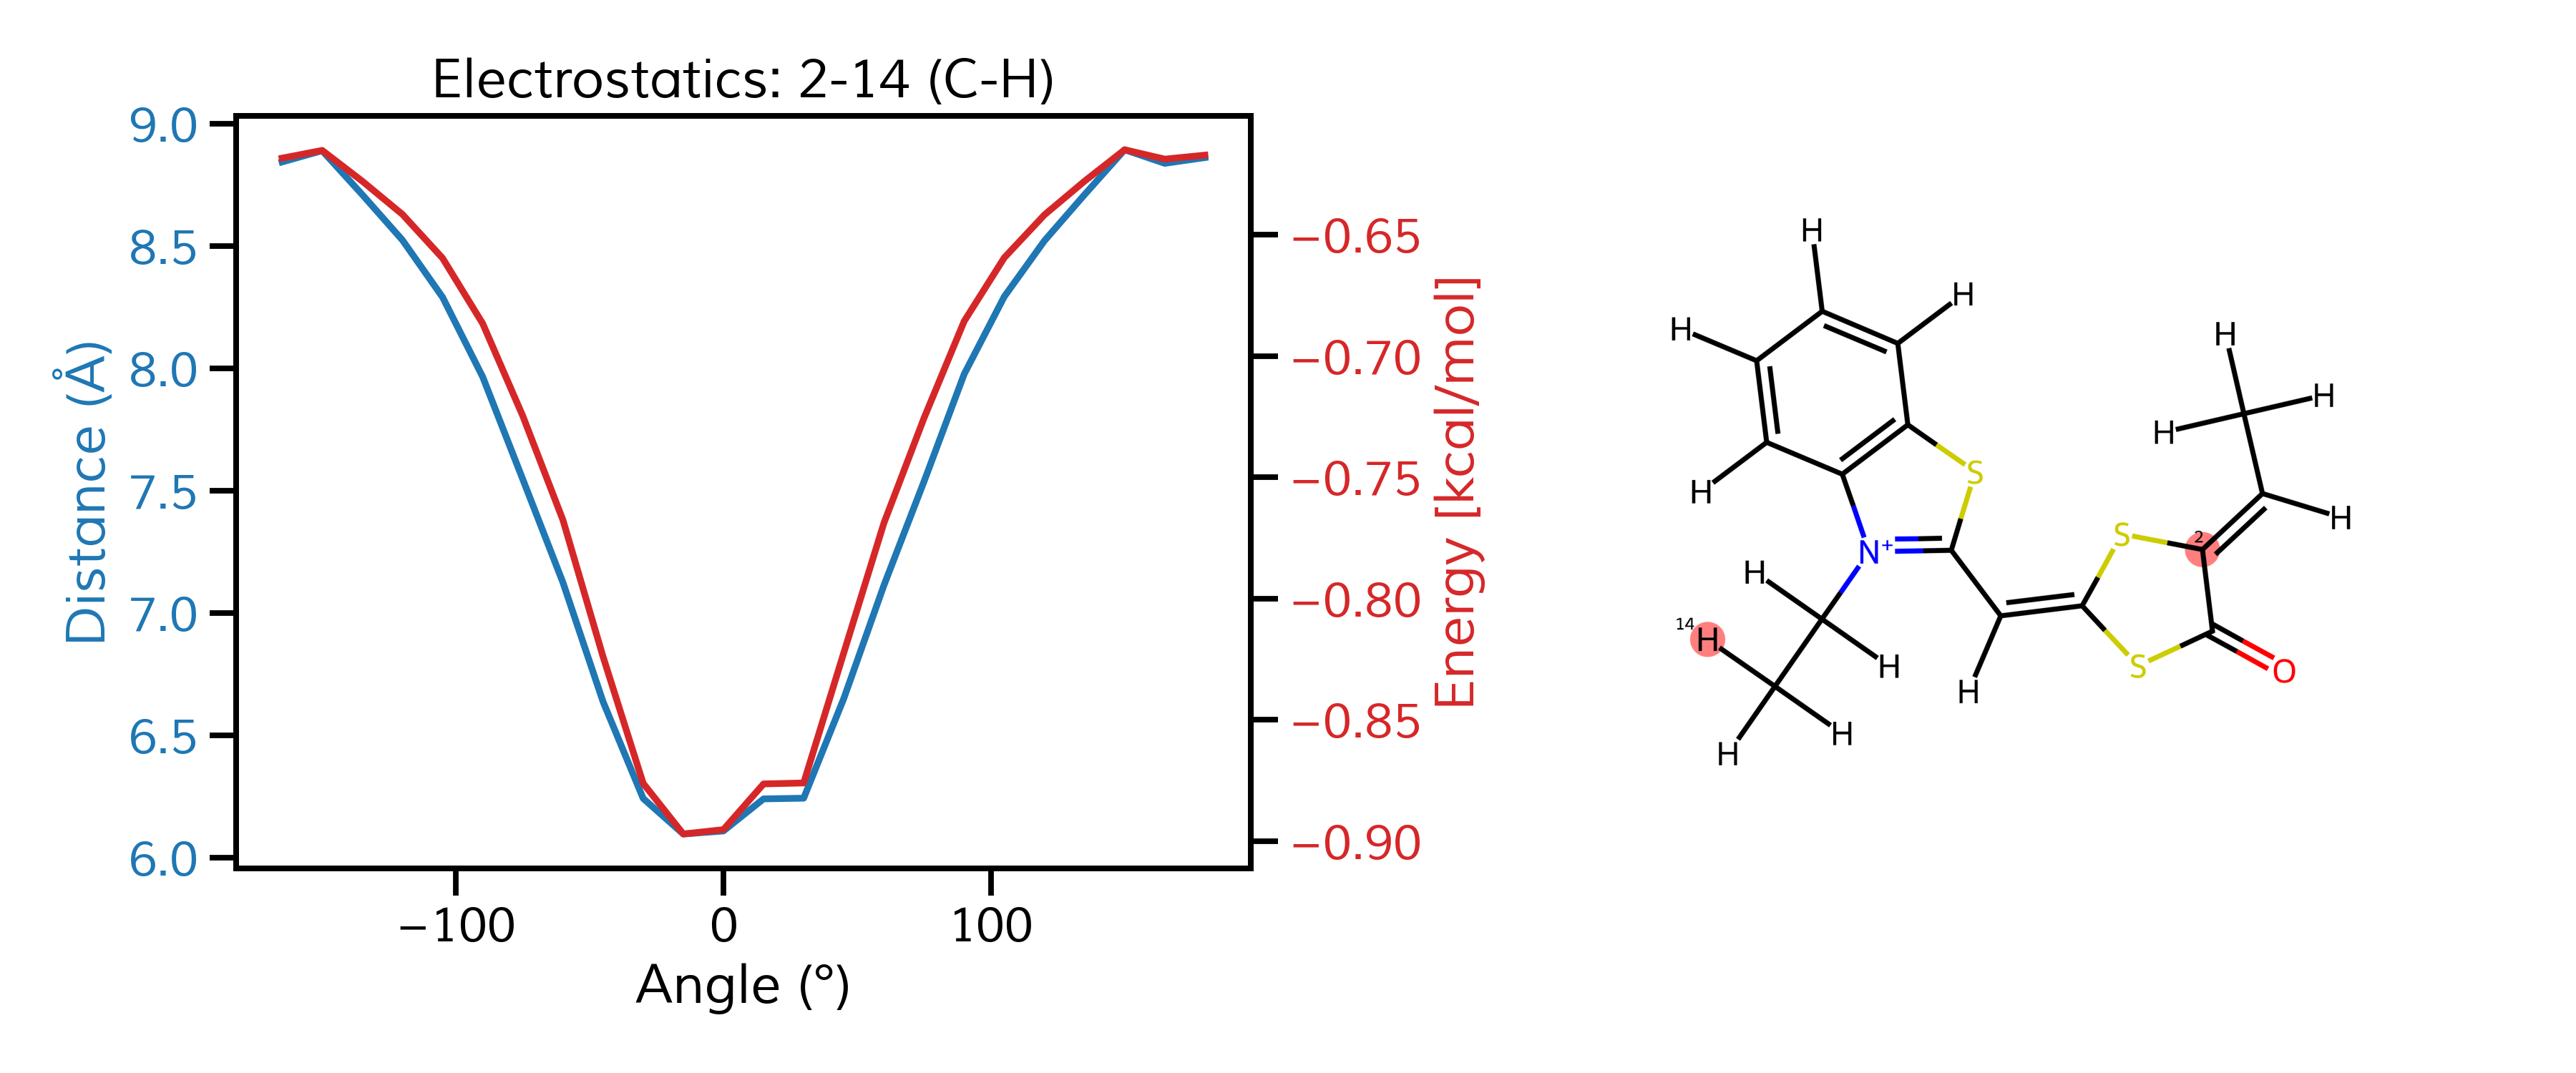 Electrostatics: 2-14 (C-H)
9.0
8.5
8.0
7.5
7.0
6.5
6.0
Distance (Å)
−100
0
100
Angle (°)
−0.65
−0.70
−0.75
−0.80
−0.85
−0.90
Energy [kcal/mol]
H
H
H
H
H
H
H
S
H
S
2
N+
H
14
H
H
H
S
O
H
H